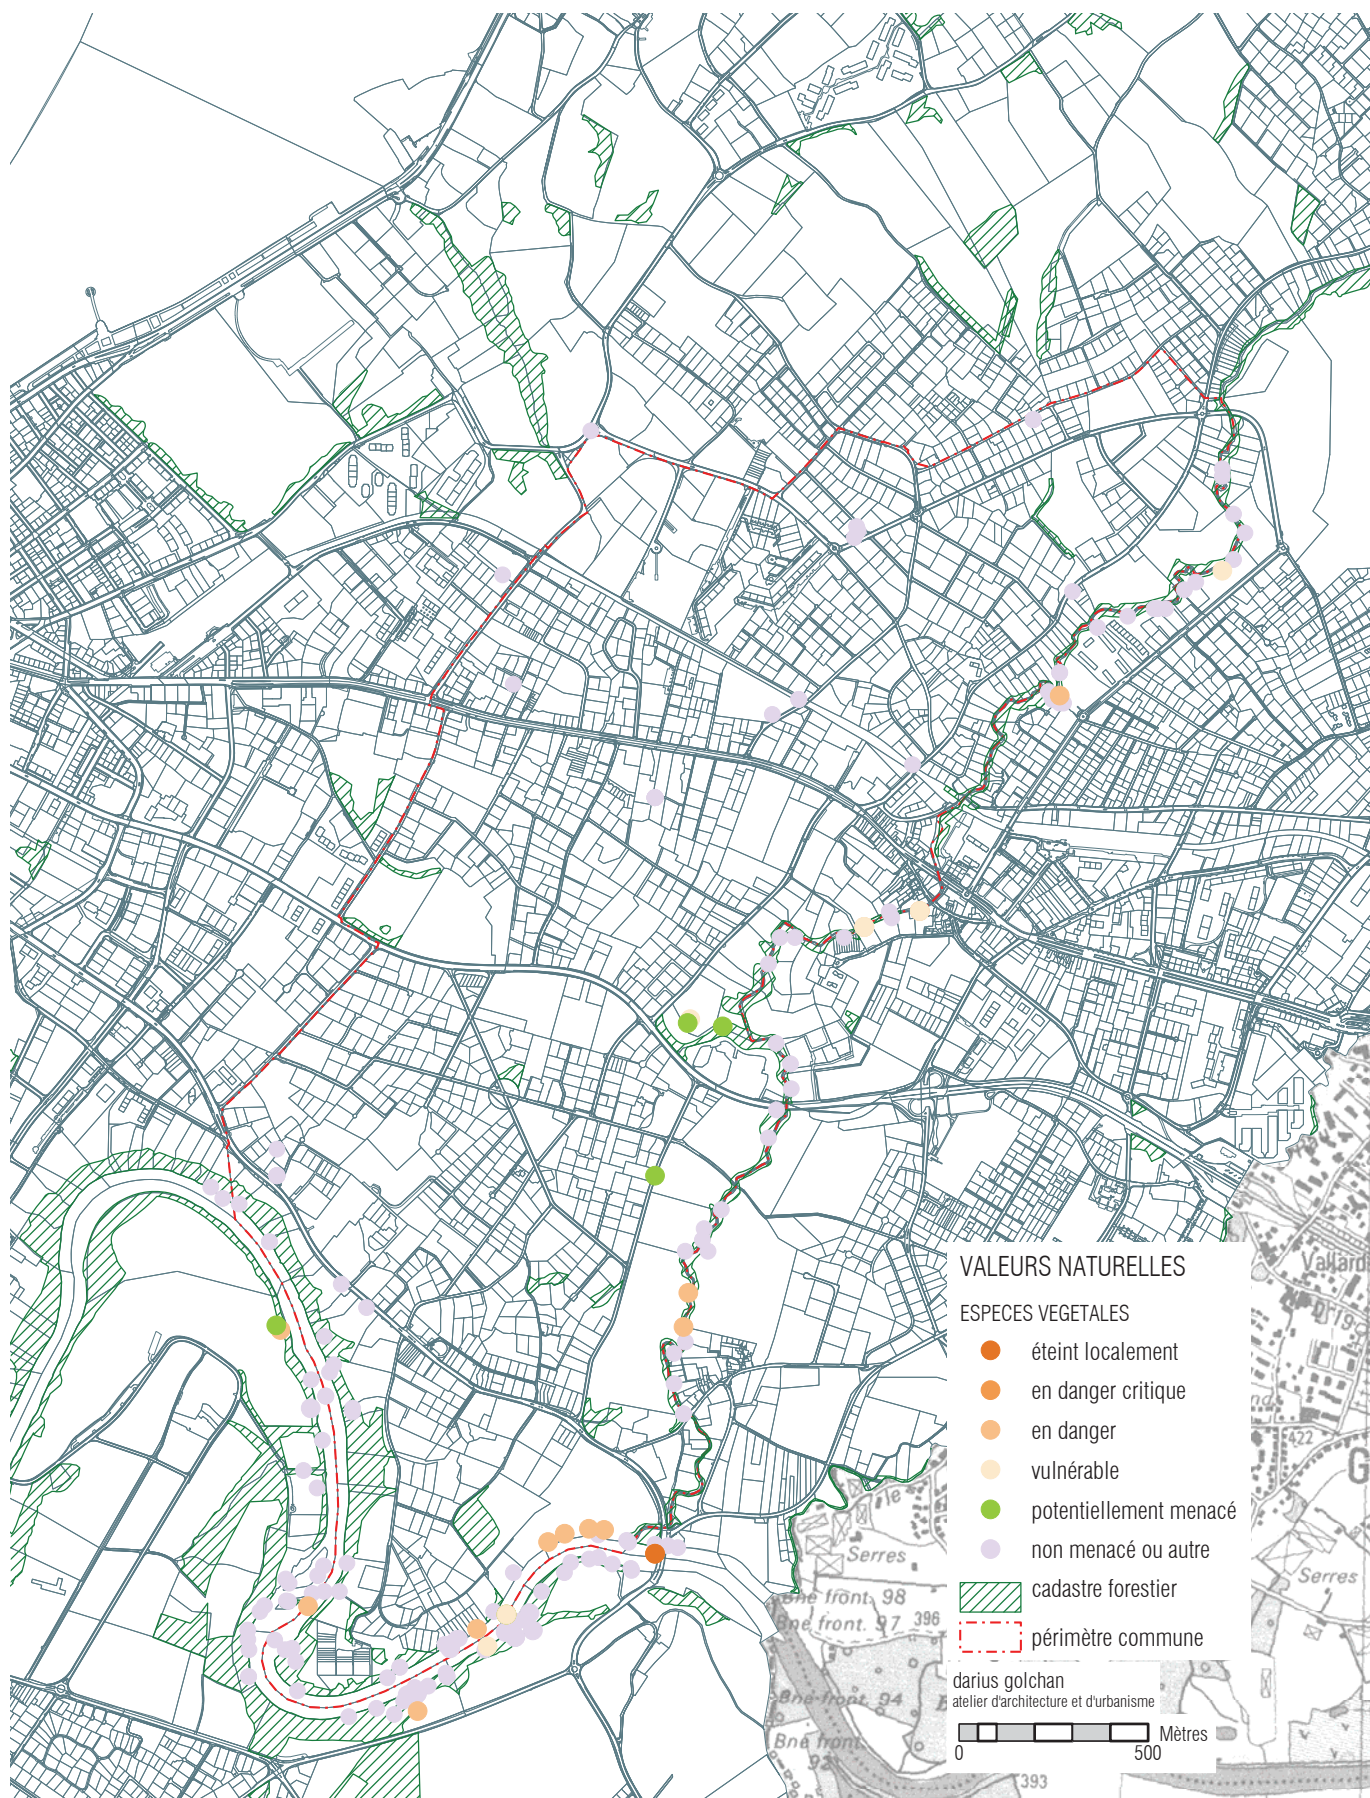 VALEURS NATURELLES
ESPECES VEGETALES
éteint localement
en danger critique
en danger
vulnérable
potentiellement menacé
non menacé ou autre
cadastre forestier
périmètre commune
darius golchan
atelier d'architecture et d'urbanisme
Mètres
0 500
Vallard
422
G
le
Serres
Serres
Bne front. 98
Bne front. 97 396
Bne front. 94
Bne front.
393